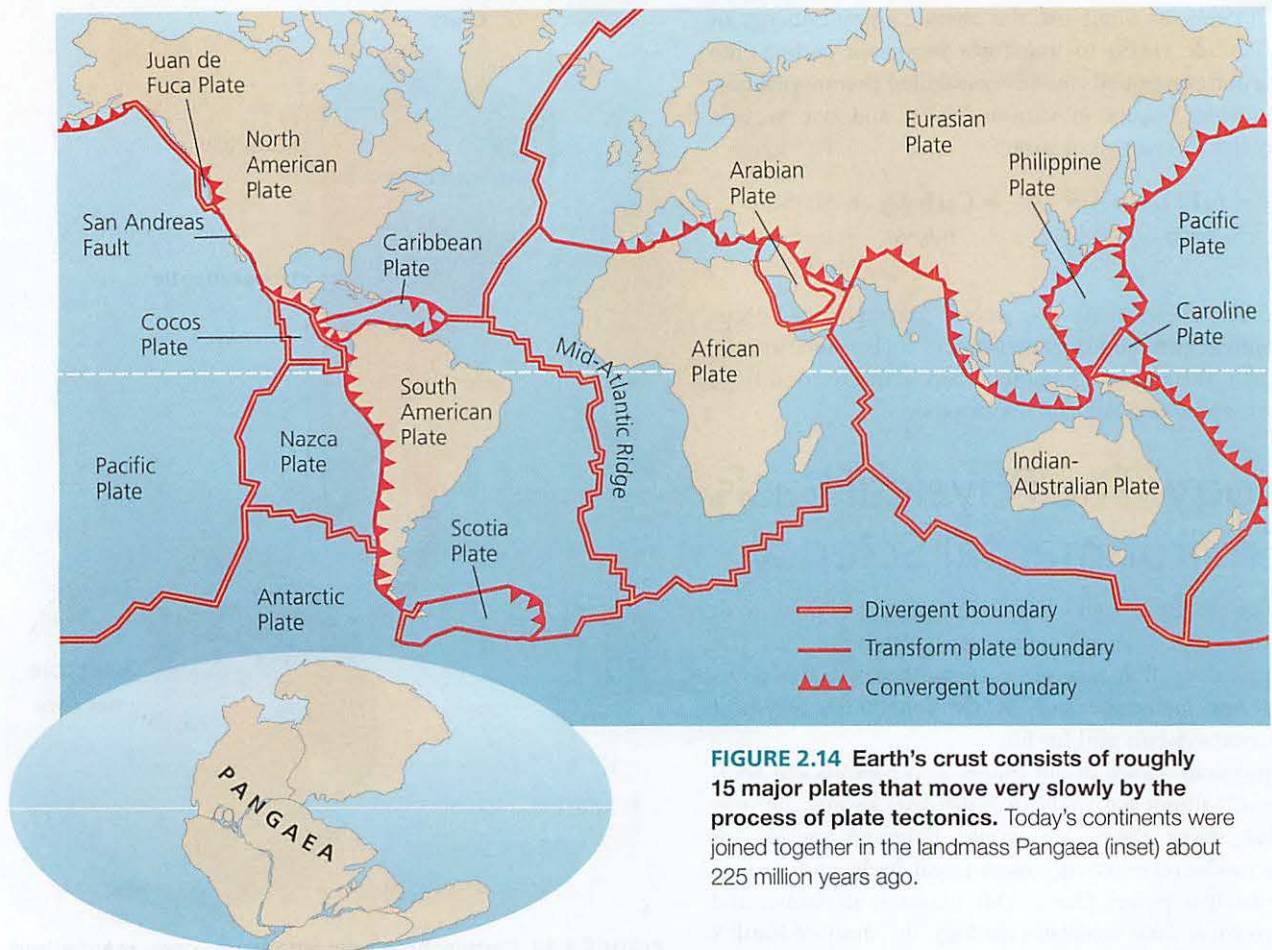 Juan de
Fuca Plate
North
American
Plate
San Andreas
Fault
Caribbean
Plate
Cocos
Plate
Eurasian
Plate
Arabian
Plate
Philippine
Plate
Pacific
Plate
Caroline
Plate
Mid-Atlantic Ridge
African
Plate
South
American
Plate
Nazca
Plate
Pacific
Plate
Indian-
Australian Plate
Scotia
Plate
Antarctic
Plate
Divergent boundary
Transform plate boundary
Convergent boundary
PANGAEA
FIGURE 2.14 Earth's crust consists of roughly
15 major plates that move very slowly by the
process of plate tectonics. Today's continents were
joined together in the landmass Pangaea (inset) about
225 million years ago.